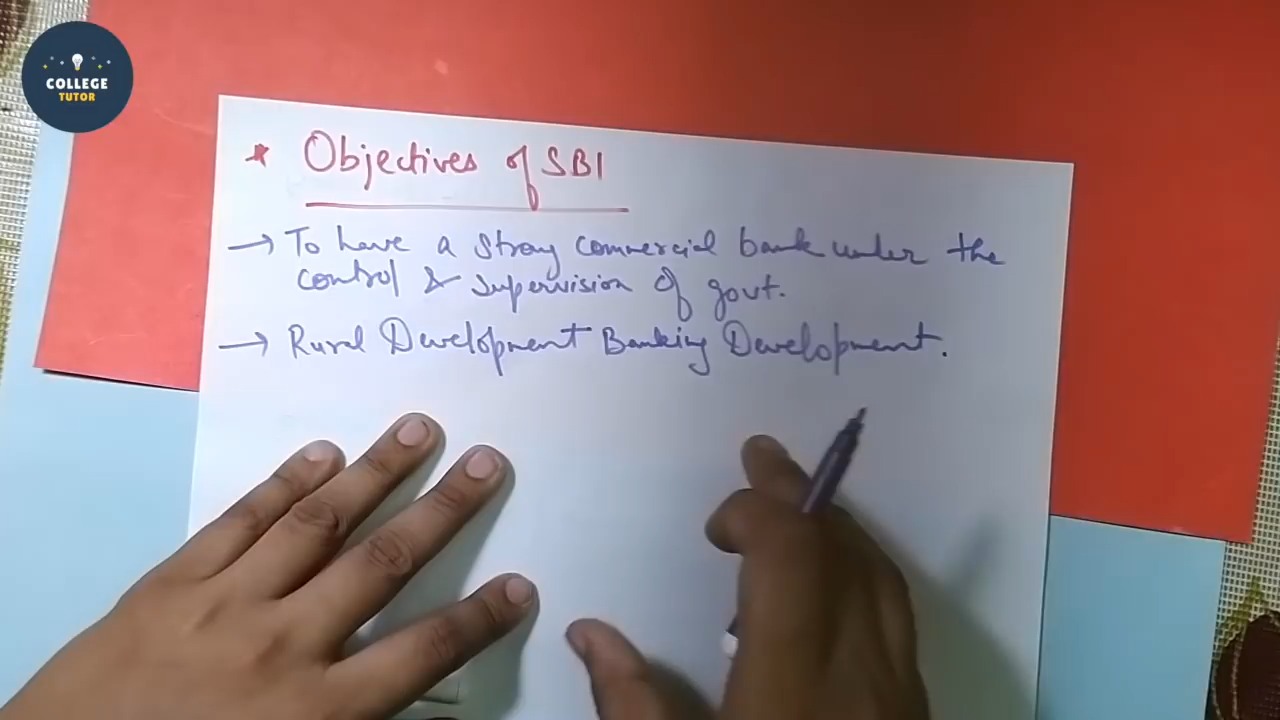 COLLEGE
TUTOR
* Objectives of SBI
→ To have a strong commercial bank under the
control & supervision of govt.
→ Rural Development Banking Development.